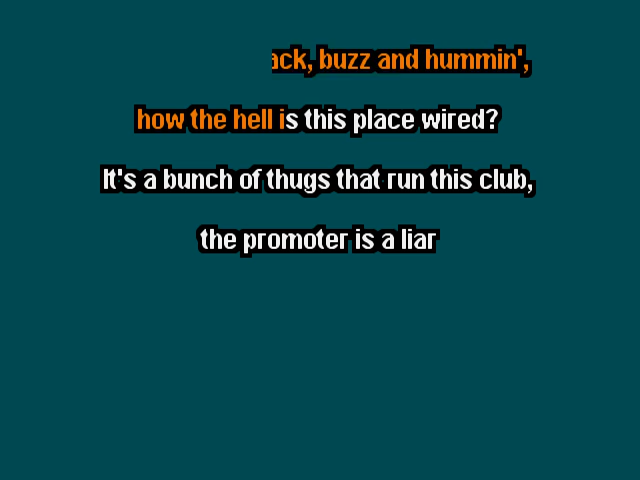 buzz and hummin',
how the hell is this place wired?
It's a bunch of thugs that run this club,
the promoter is a liar